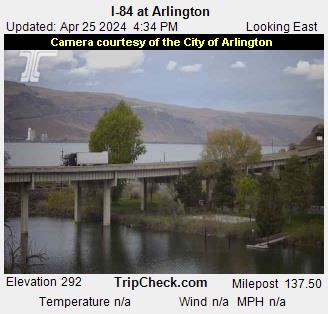 I-84 at Arlington
Updated: Apr 25 2024 4:34 PM Looking East
Camera courtesy of the City of Arlington
Elevation 292 TripCheck.com Milepost 137.50
Temperature n/a Wind n/a MPH n/a